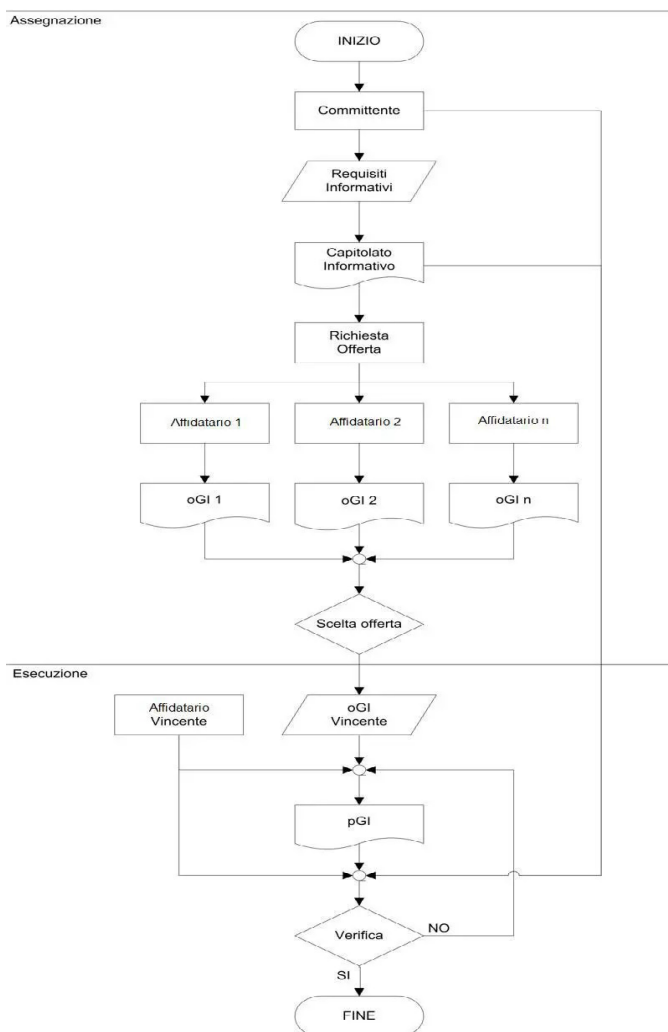 Assegnazione
INIZIO
Committente
Requisiti
Informativi
Capitolato
Informativo
Richiesta
Offerta
Affidatario 1
Affidatario 2
Affidatario n
oGI 1
oGI 2
oGI n
Scelta offerta
Esecuzione
Affidatario
Vincente
oGI
Vincente
pGI
Verifica
NO
SI
FINE